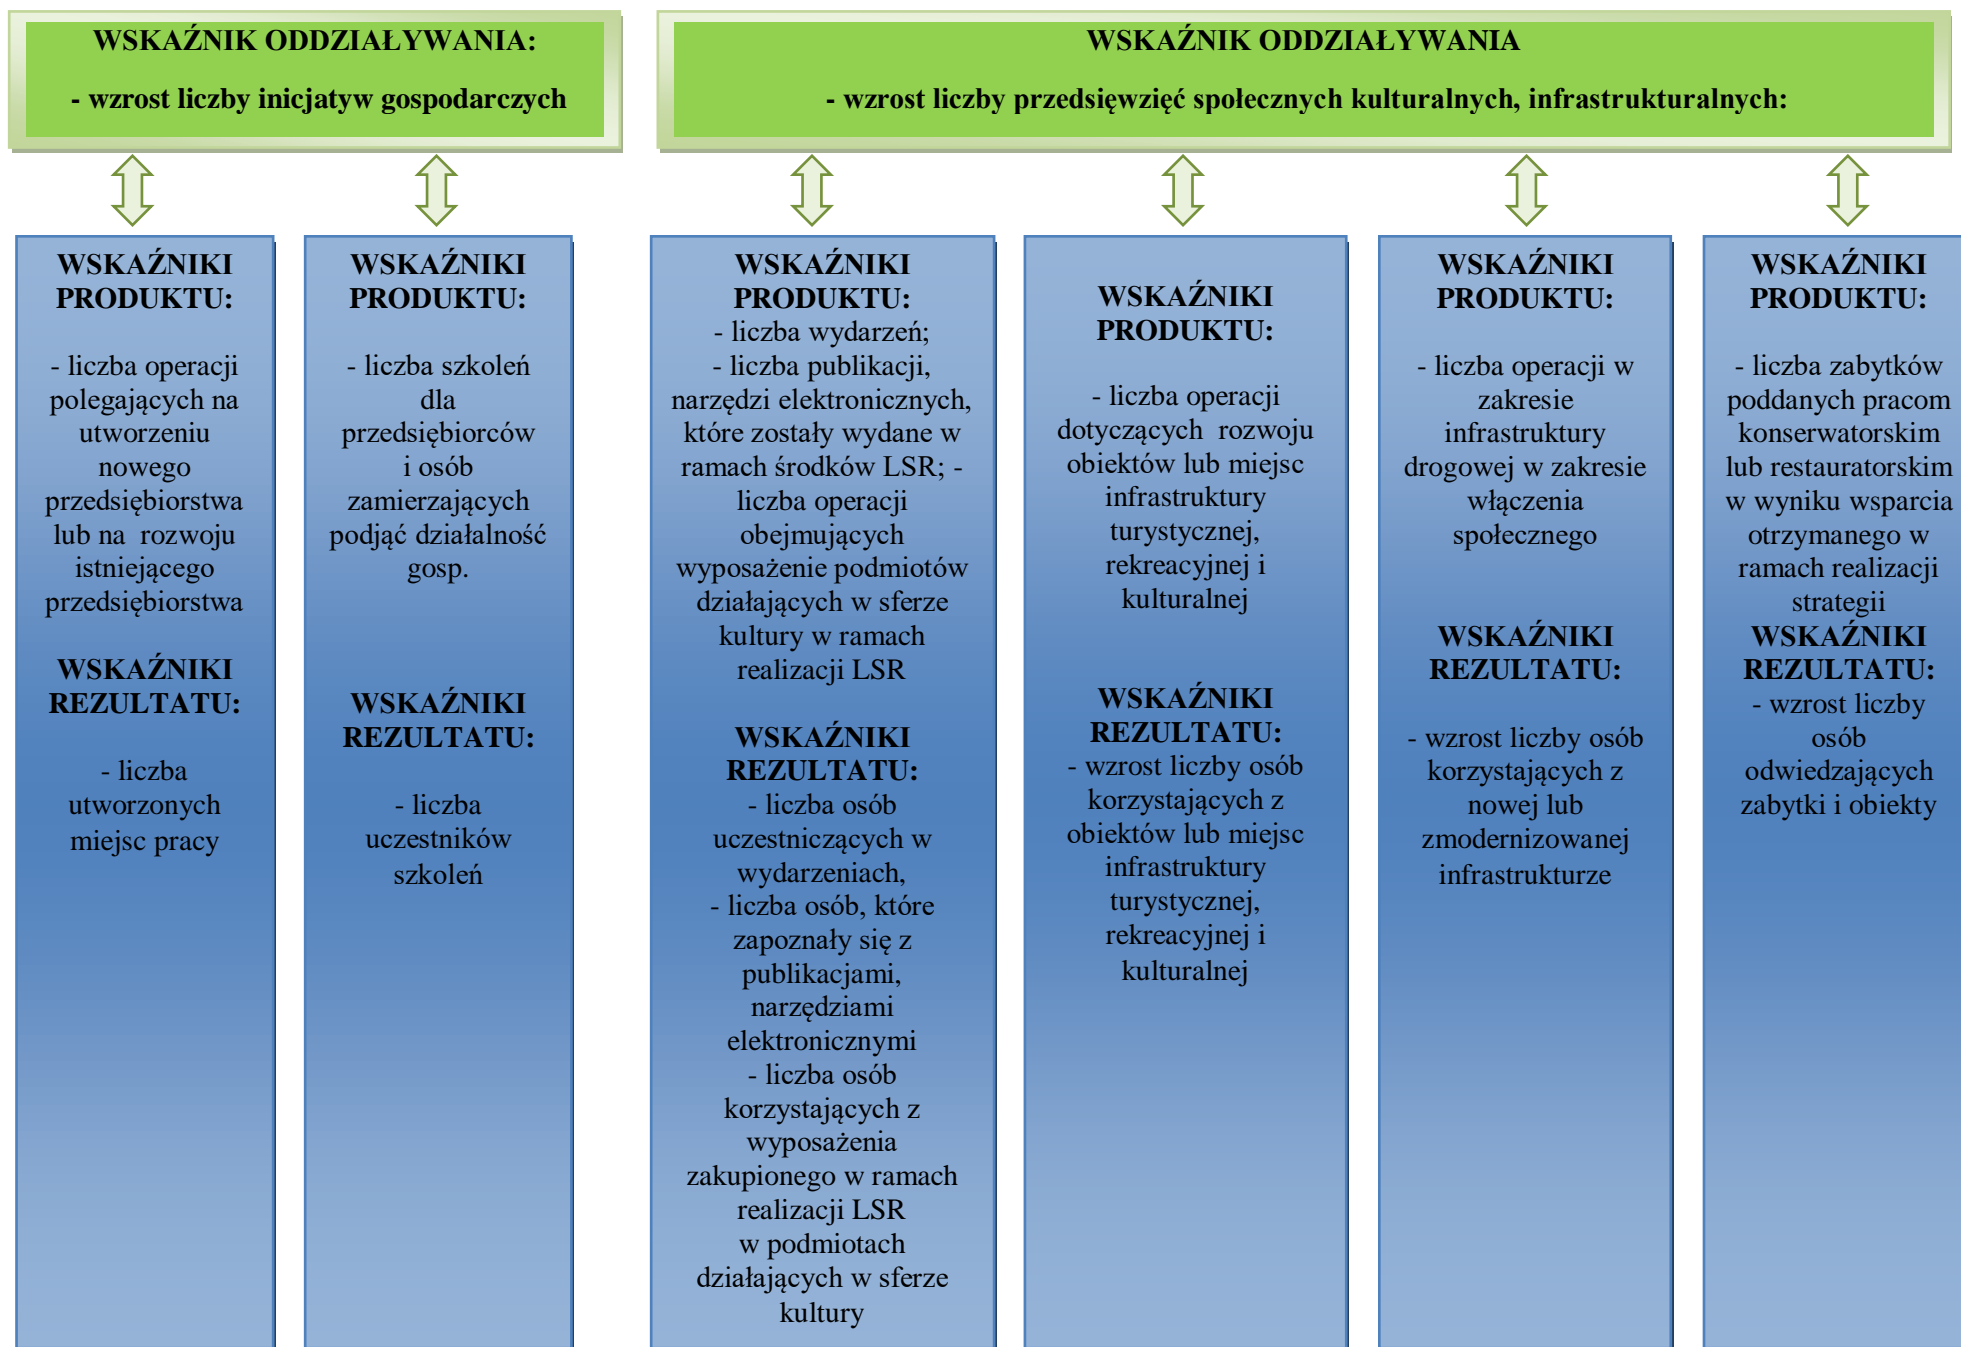 WSKAŹNIK ODDZIAŁYWANIA:
- wzrost liczby inicjatyw gospodarczych
WSKAŹNIK ODDZIAŁYWANIA
- wzrost liczby przedsięwzięć społecznych kulturalnych, infrastrukturalnych:
WSKAŹNIKI
PRODUKTU:
- liczba operacji
polegających na
utworzeniu
nowego
przedsiębiorstwa
lub na rozwoju
istniejącego
przedsiębiorstwa
WSKAŹNIKI
REZULTATU:
- liczba
utworzonych
miejsc pracy
WSKAŹNIKI
PRODUKTU:
- liczba szkoleń
dla
przedsiębiorców
i osób
zamierzających
podjąć działalność
gosp.
WSKAŹNIKI
REZULTATU:
- liczba
uczestników
szkoleń
WSKAŹNIKI
PRODUKTU:
- liczba wydarzeń;
- liczba publikacji,
narzędzi elektronicznych,
które zostały wydane w
ramach środków LSR; -
liczba operacji
obejmujących
wyposażenie podmiotów
działających w sferze
kultury w ramach
realizacji LSR
WSKAŹNIKI
REZULTATU:
- liczba osób
uczestniczących w
wydarzeniach,
- liczba osób, które
zapoznały się z
publikacjami,
narzędziami
elektronicznymi
- liczba osób
korzystających z
wyposażenia
zakupionego w ramach
realizacji LSR
w podmiotach
działających w sferze
kultury
WSKAŹNIKI
PRODUKTU:
- liczba operacji
dotyczących rozwoju
obiektów lub miejsc
infrastruktury
turystycznej,
rekreacyjnej i
kulturalnej
WSKAŹNIKI
REZULTATU:
- wzrost liczby osób
korzystających z
obiektów lub miejsc
infrastruktury
turystycznej,
rekreacyjnej i
kulturalnej
WSKAŹNIKI
PRODUKTU:
- liczba operacji w
zakresie
infrastruktury
drogowej w zakresie
włączenia
społecznego
WSKAŹNIKI
REZULTATU:
- wzrost liczby osób
korzystających z
nowej lub
zmodernizowanej
infrastrukturze
WSKAŹNIKI
PRODUKTU:
- liczba zabytków
poddanych pracom
konserwatorskim
lub restauratorskim
w wyniku wsparcia
otrzymanego w
ramach realizacji
strategii
WSKAŹNIKI
REZULTATU:
- wzrost liczby
osób
odwiedzających
zabytki i obiekty